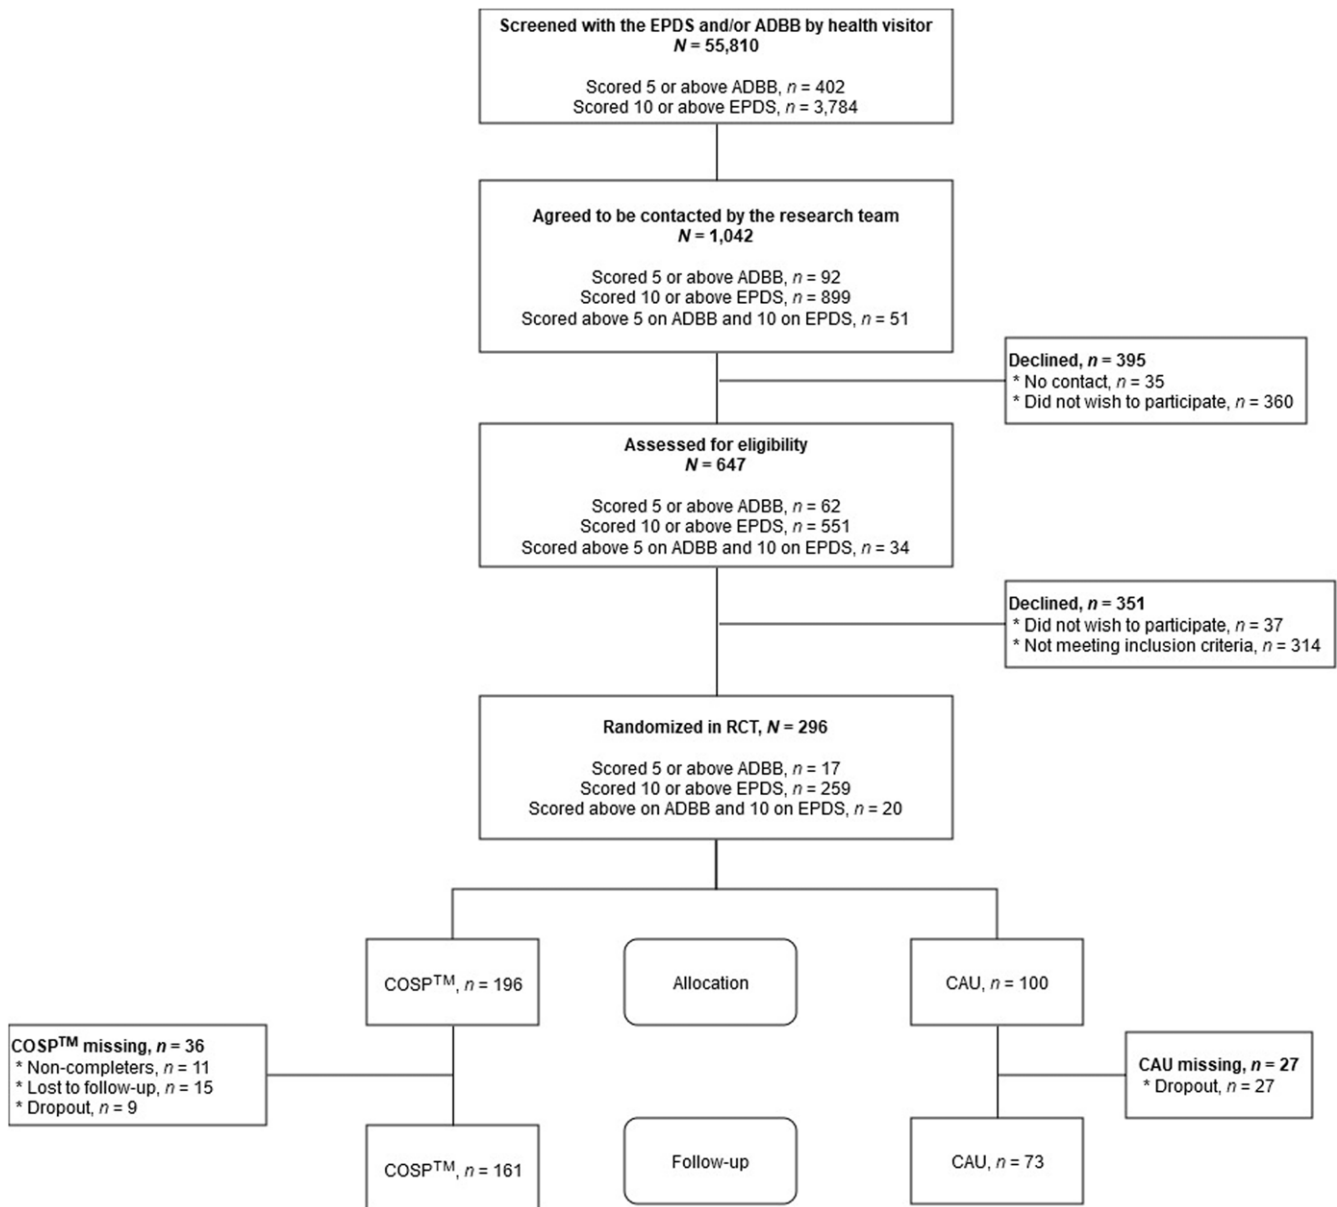 Screened with the EPDS and/or ADBB by health visitor
N = 55,810
Scored 5 or above ADBB, n = 402
Scored 10 or above EPDS, n = 3,784
Agreed to be contacted by the research team
N = 1,042
Scored 5 or above ADBB, n = 92
Scored 10 or above EPDS, n = 899
Scored above 5 on ADBB and 10 on EPDS, n = 51
Declined, n = 395
* No contact, n = 35
* Did not wish to participate, n = 360
Assessed for eligibility
N = 647
Scored 5 or above ADBB, n = 62
Scored 10 or above EPDS, n = 551
Scored above 5 on ADBB and 10 on EPDS, n = 34
Declined, n = 351
* Did not wish to participate, n = 37
* Not meeting inclusion criteria, n = 314
Randomized in RCT, N = 296
Scored 5 or above ADBB, n = 17
Scored 10 or above EPDS, n = 259
Scored above on ADBB and 10 on EPDS, n = 20
COSP™, n = 196
Allocation
CAU, n = 100
COSP™ missing, n = 36
* Non-completers, n = 11
* Lost to follow-up, n = 15
* Dropout, n = 9
CAU missing, n = 27
* Dropout, n = 27
COSP™, n = 161
Follow-up
CAU, n = 73